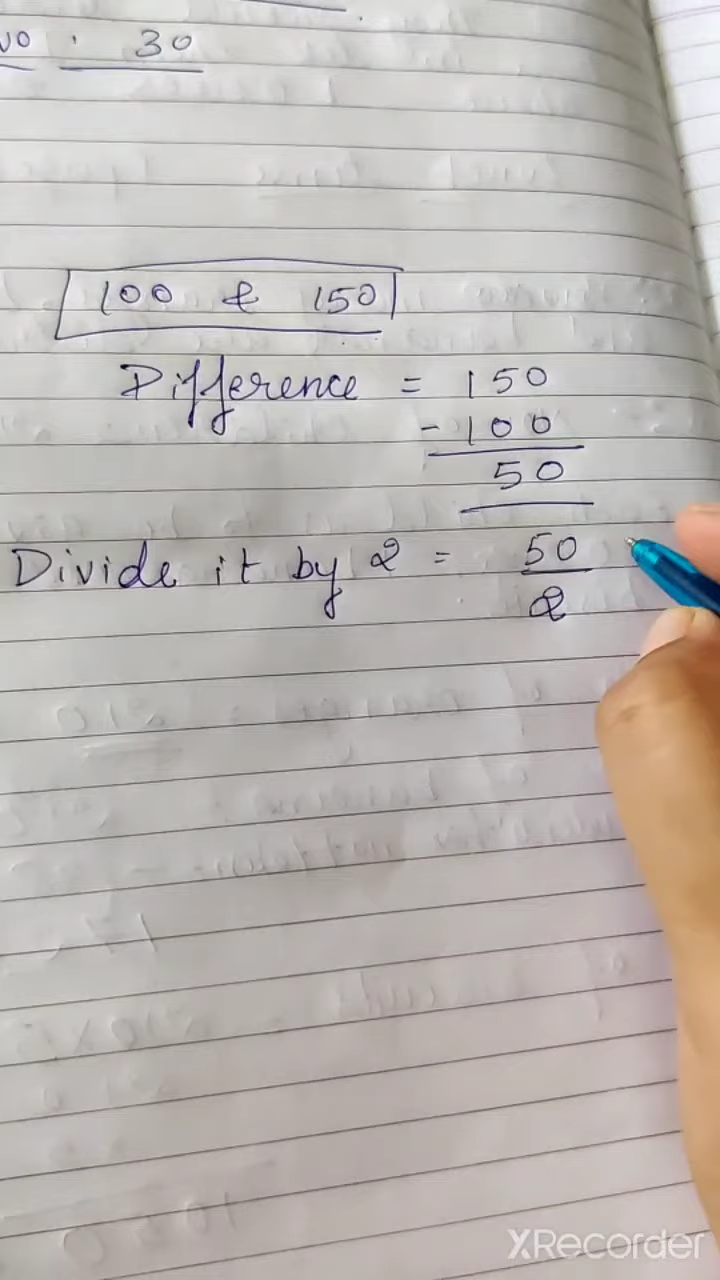 30
100 & 150
Difference = 150
- 100
50
Divide it by 2 = 50
2
XRecorder